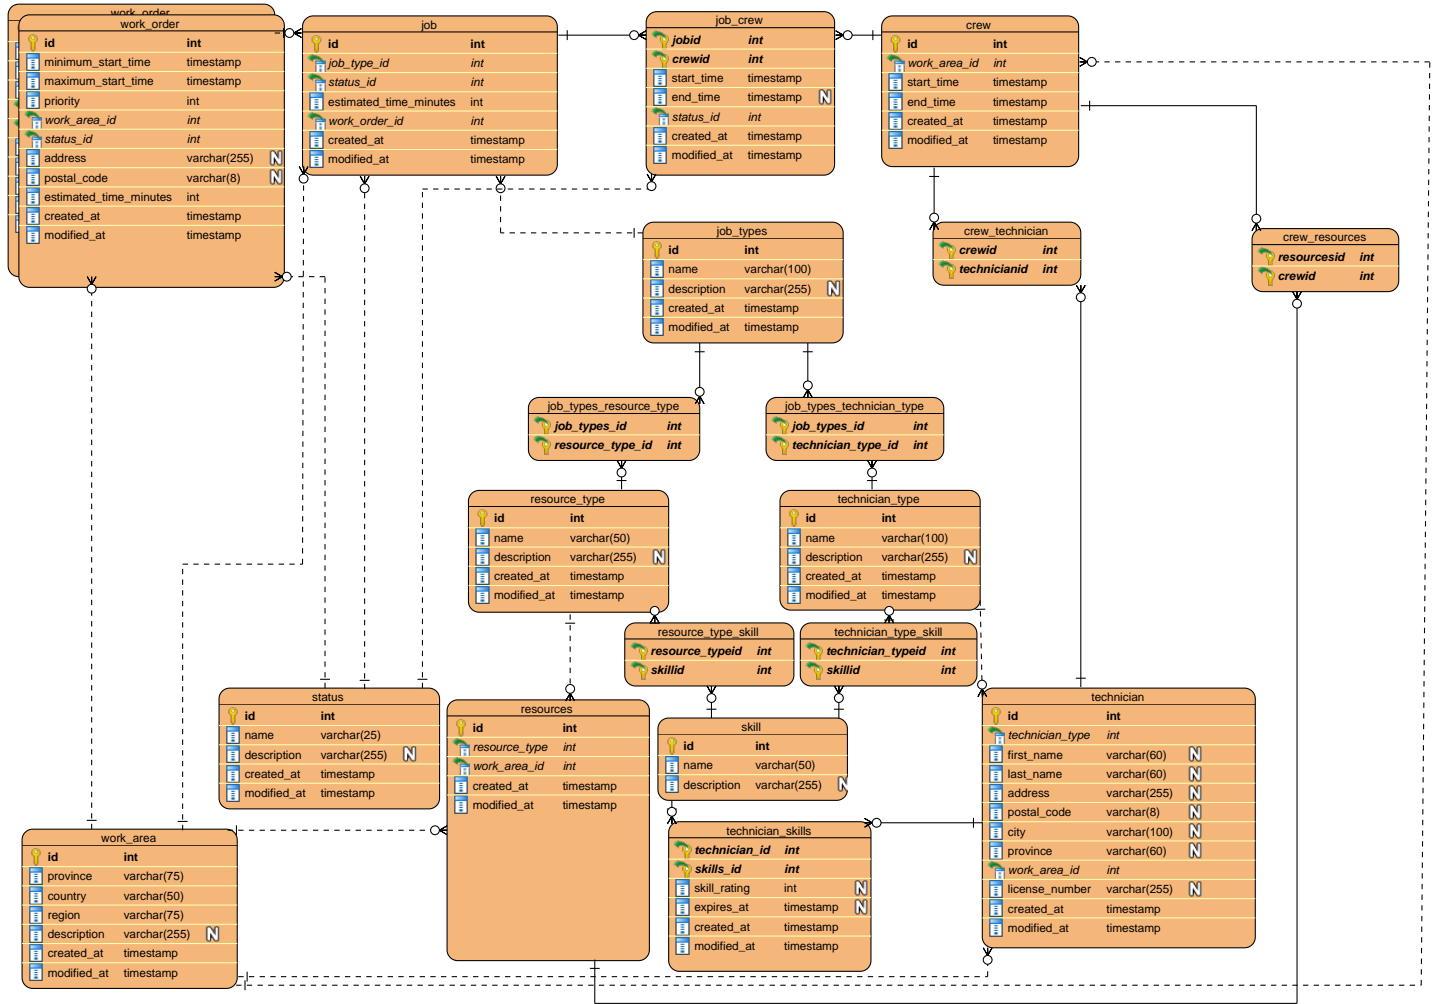 work_order
work_order
id int
minimum_start_time timestamp
maximum_start_time timestamp
priority int
work_area_id int
status_id int
address varchar(255) N
postal_code varchar(8) N
estimated_time_minutes int
created_at timestamp
modified_at timestamp
job
id int
job_type_id int
status_id int
estimated_time_minutes int
work_order_id int
created_at timestamp
modified_at timestamp
job_crew
jobid int
crewid int
start_time timestamp
end_time timestamp N
status_id int
created_at timestamp
modified_at timestamp
crew
id int
work_area_id int
start_time timestamp
end_time timestamp
created_at timestamp
modified_at timestamp
job_types
id int
name varchar(100)
description varchar(255) N
created_at timestamp
modified_at timestamp
crew_technician
crewid int
technicianid int
crew_resources
resourcesid int
crewid int
job_types_resource_type
job_types_id int
resource_type_id int
job_types_technician_type
job_types_id int
technician_type_id int
resource_type
id int
name varchar(50)
description varchar(255) N
created_at timestamp
modified_at timestamp
technician_type
id int
name varchar(100)
description varchar(255) N
created_at timestamp
modified_at timestamp
resource_type_skill
resource_typeid int
skillid int
technician_type_skill
technician_typeid int
skillid int
status
id int
name varchar(25)
description varchar(255) N
created_at timestamp
modified_at timestamp
resources
id int
resource_type int
work_area_id int
created_at timestamp
modified_at timestamp
skill
id int
name varchar(50)
description varchar(255) N
technician
id int
technician_type int
first_name varchar(60) N
last_name varchar(60) N
address varchar(255) N
postal_code varchar(8) N
city varchar(100) N
province varchar(60) N
work_area_id int
license_number varchar(255) N
created_at timestamp
modified_at timestamp
work_area
id int
province varchar(75)
country varchar(50)
region varchar(75)
description varchar(255) N
created_at timestamp
modified_at timestamp
technician_skills
technician_id int
skills_id int
skill_rating int N
expires_at timestamp N
created_at timestamp
modified_at timestamp